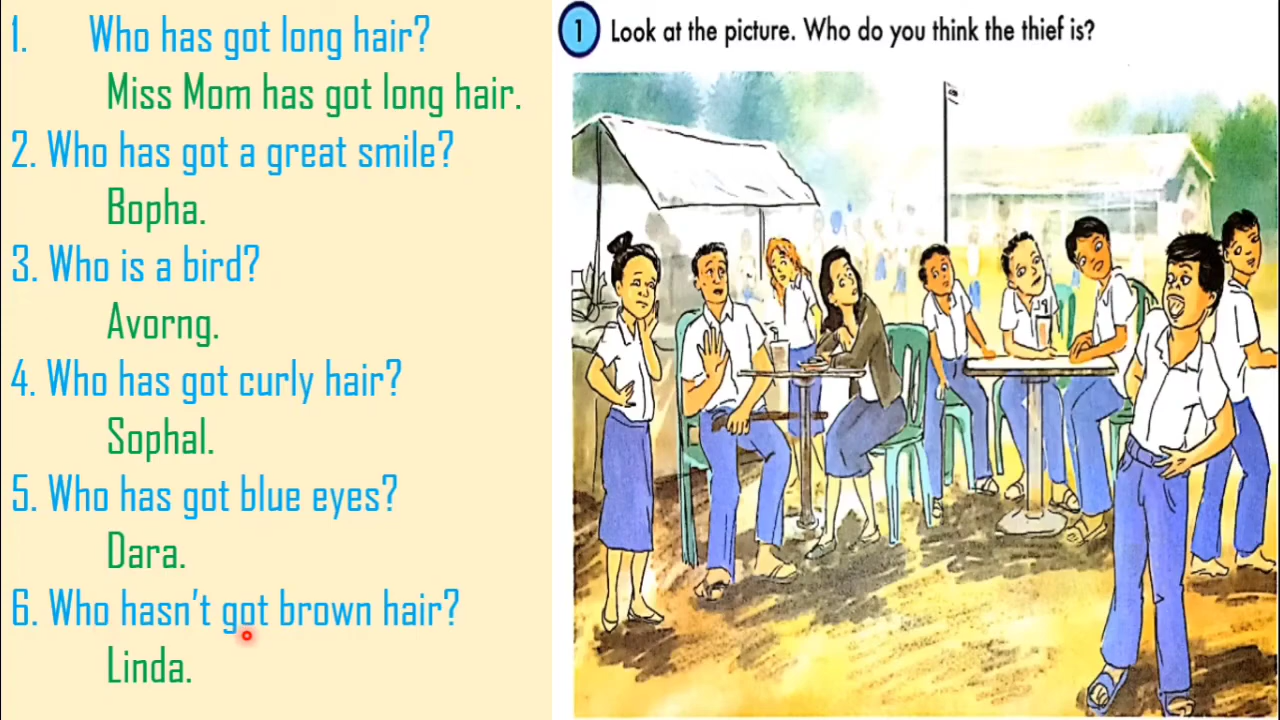 1. Who has got long hair?
Miss Mom has got long hair.
2. Who has got a great smile?
Bopha.
3. Who is a bird?
Avorng.
4. Who has got curly hair?
Sophal.
5. Who has got blue eyes?
Dara.
6. Who hasn't got brown hair?
Linda.
1 Look at the picture. Who do you think the thief is?